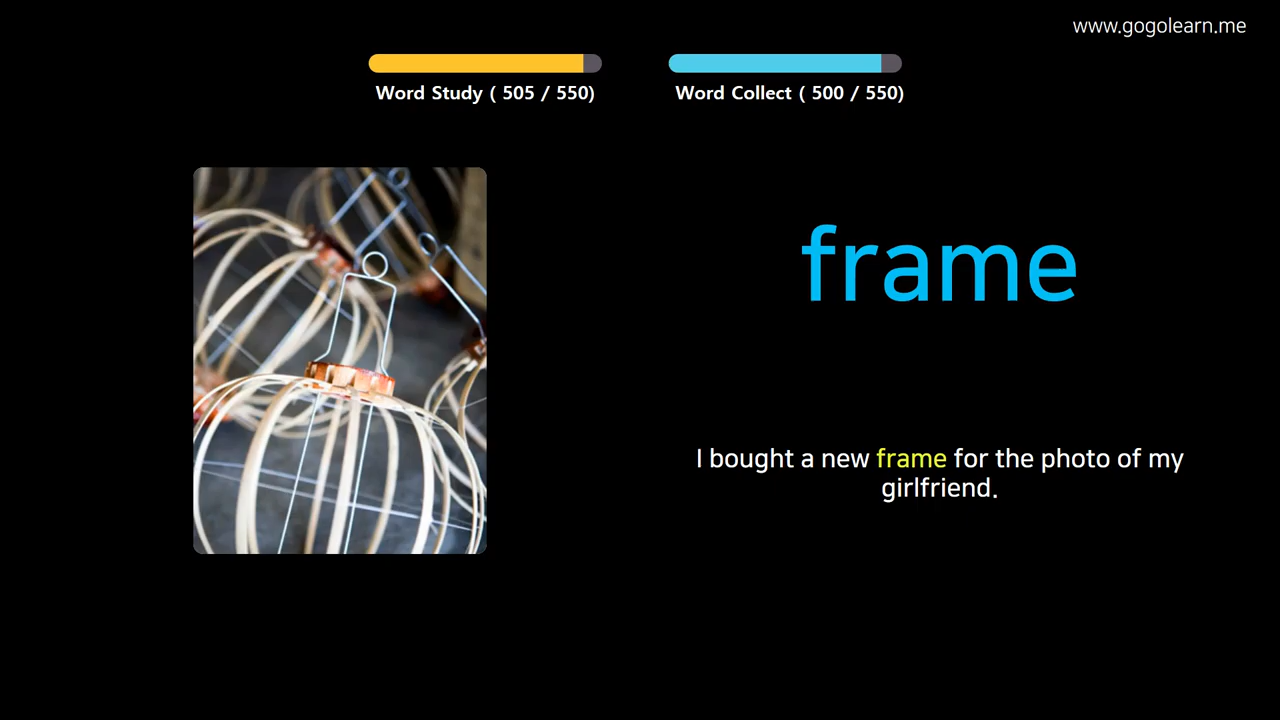 www.gogolearn.me
Word Study ( 505 / 550)
Word Collect ( 500 / 550)
frame
I bought a new frame for the photo of my
girlfriend.